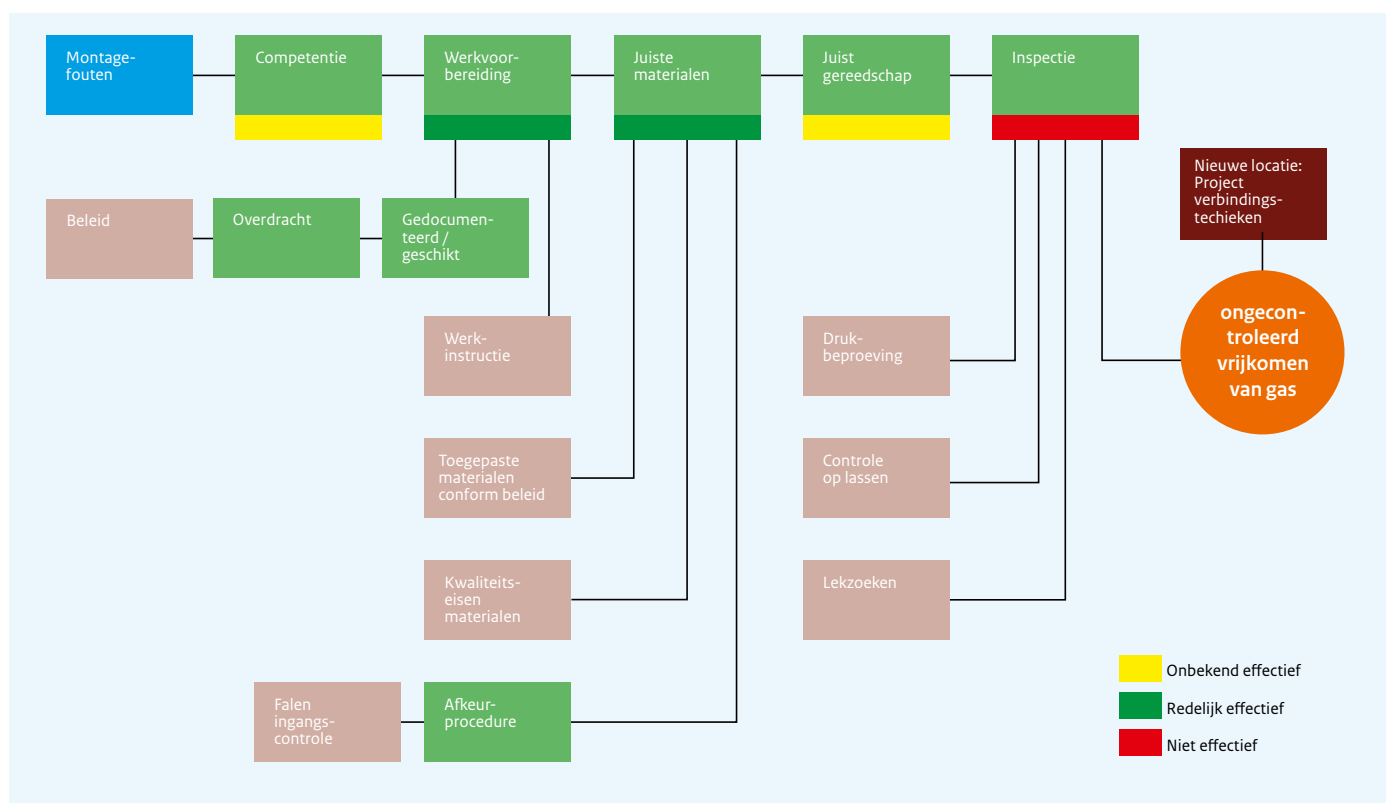 Montage-
fouten
Competentie
Werkvoor-
bereiding
Juiste
materialen
Juist
gereedschap
Inspectie
Nieuwe locatie:
Project
verbindings-
techieken
Beleid
Overdracht
Gedocumen-
teerd /
geschikt
ongecon-
troleerd
vrijkomen
van gas
Werk-
instructie
Druk-
beproeving
Toegepaste
materialen
conform beleid
Controle
op lassen
Kwaliteits-
eisen
materialen
Lekzoeken
Falen
ingangs-
controle
Afkeur-
procedure
Onbekend effectief
Redelijk effectief
Niet effectief